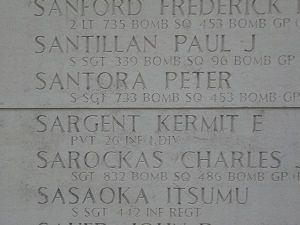 SANFORD FREDERICK
2 LT 735 BOMB SQ 453 BOMB GP
SANTILLAN PAUL J
S SGT 339 BOMB SQ 96 BOMB GP (
SANTORA PETER
S SGT 733 BOMB SQ 453 BOMB GP
SARGENT KERMIT E
PVT 26 INF 1 DIV
SAROCKAS CHARLES
SGT 832 BOMB SQ 486 BOMB GP (
SASAOKA ITSUMU
S SGT 442 INF REGT